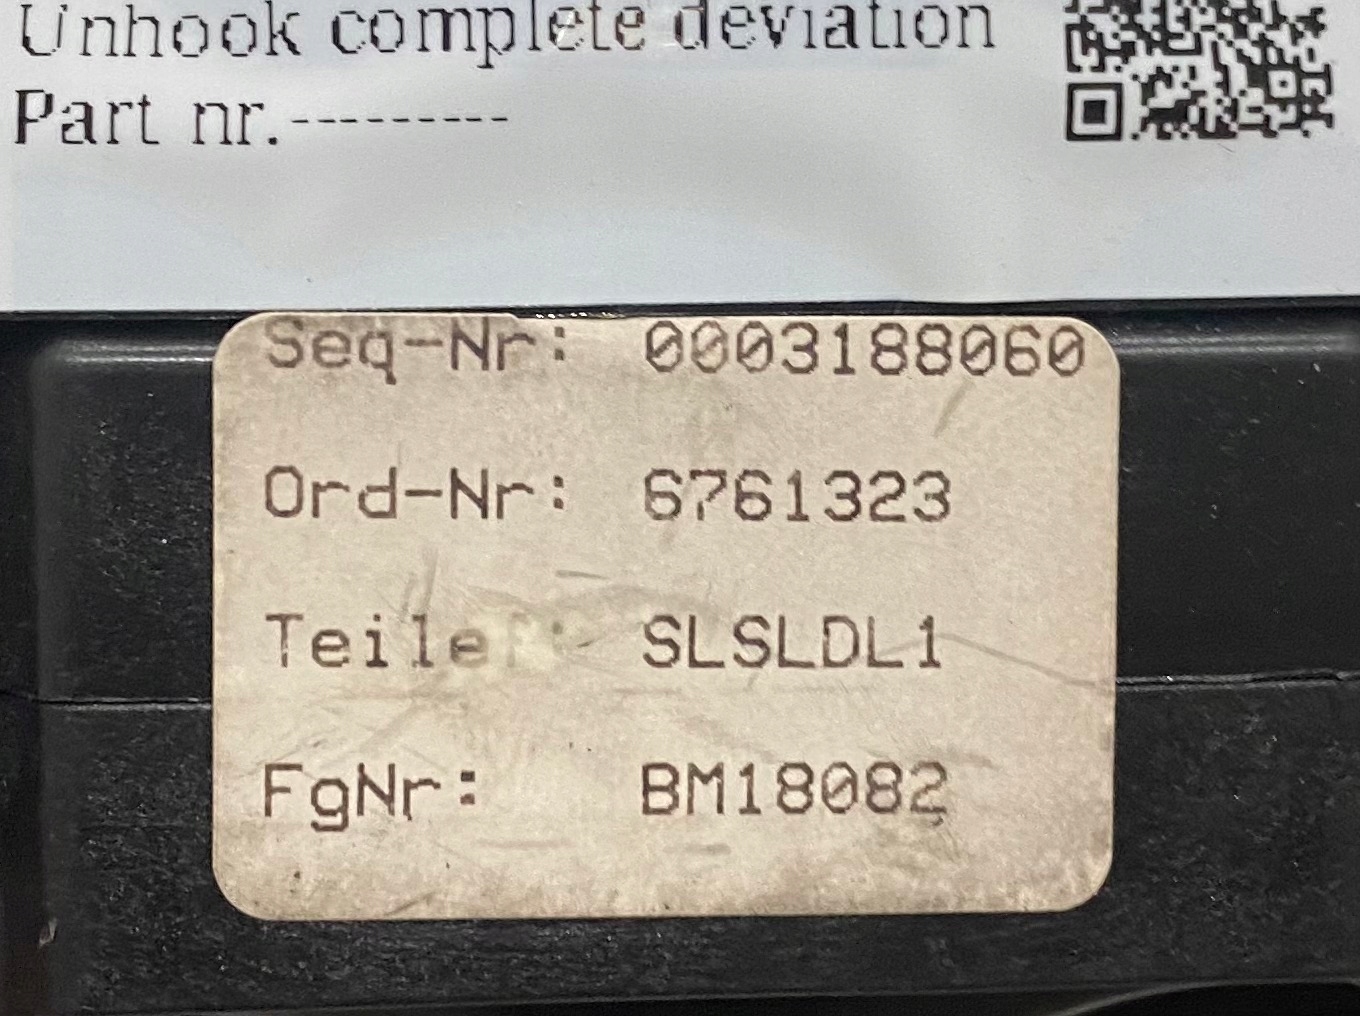 Unhook complete deviation
Part nr.---------
Seq-Nr: 0003188060
Ord-Nr: 6761323
SLSLDL1
FgNr: BM18082